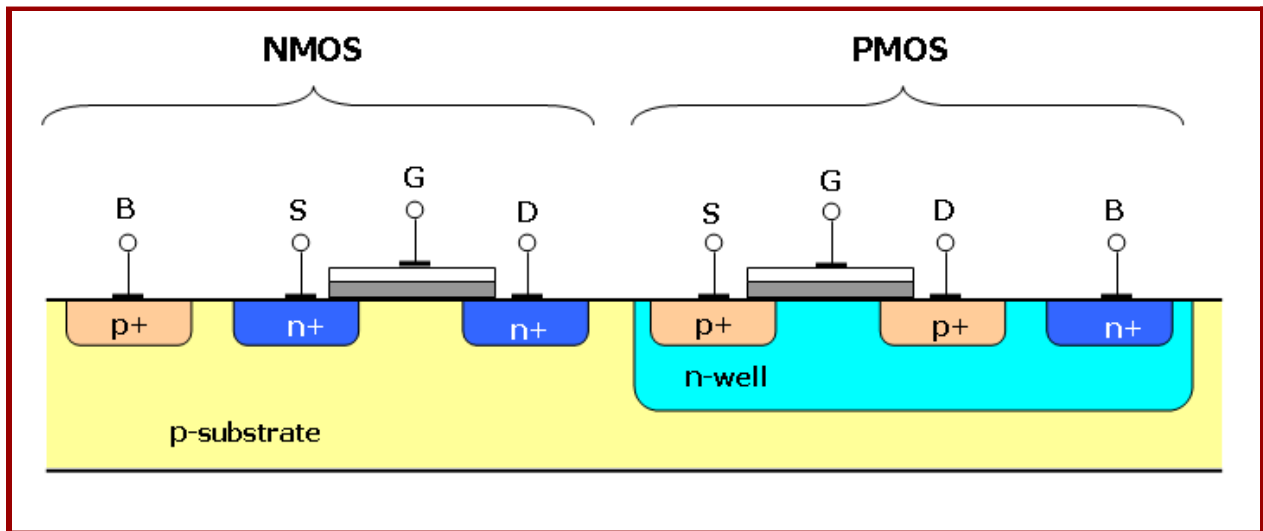 NMOS PMOS
G G
B S D S D B
p+ n+ n+ p+ p+ n+
n-well
p-substrate